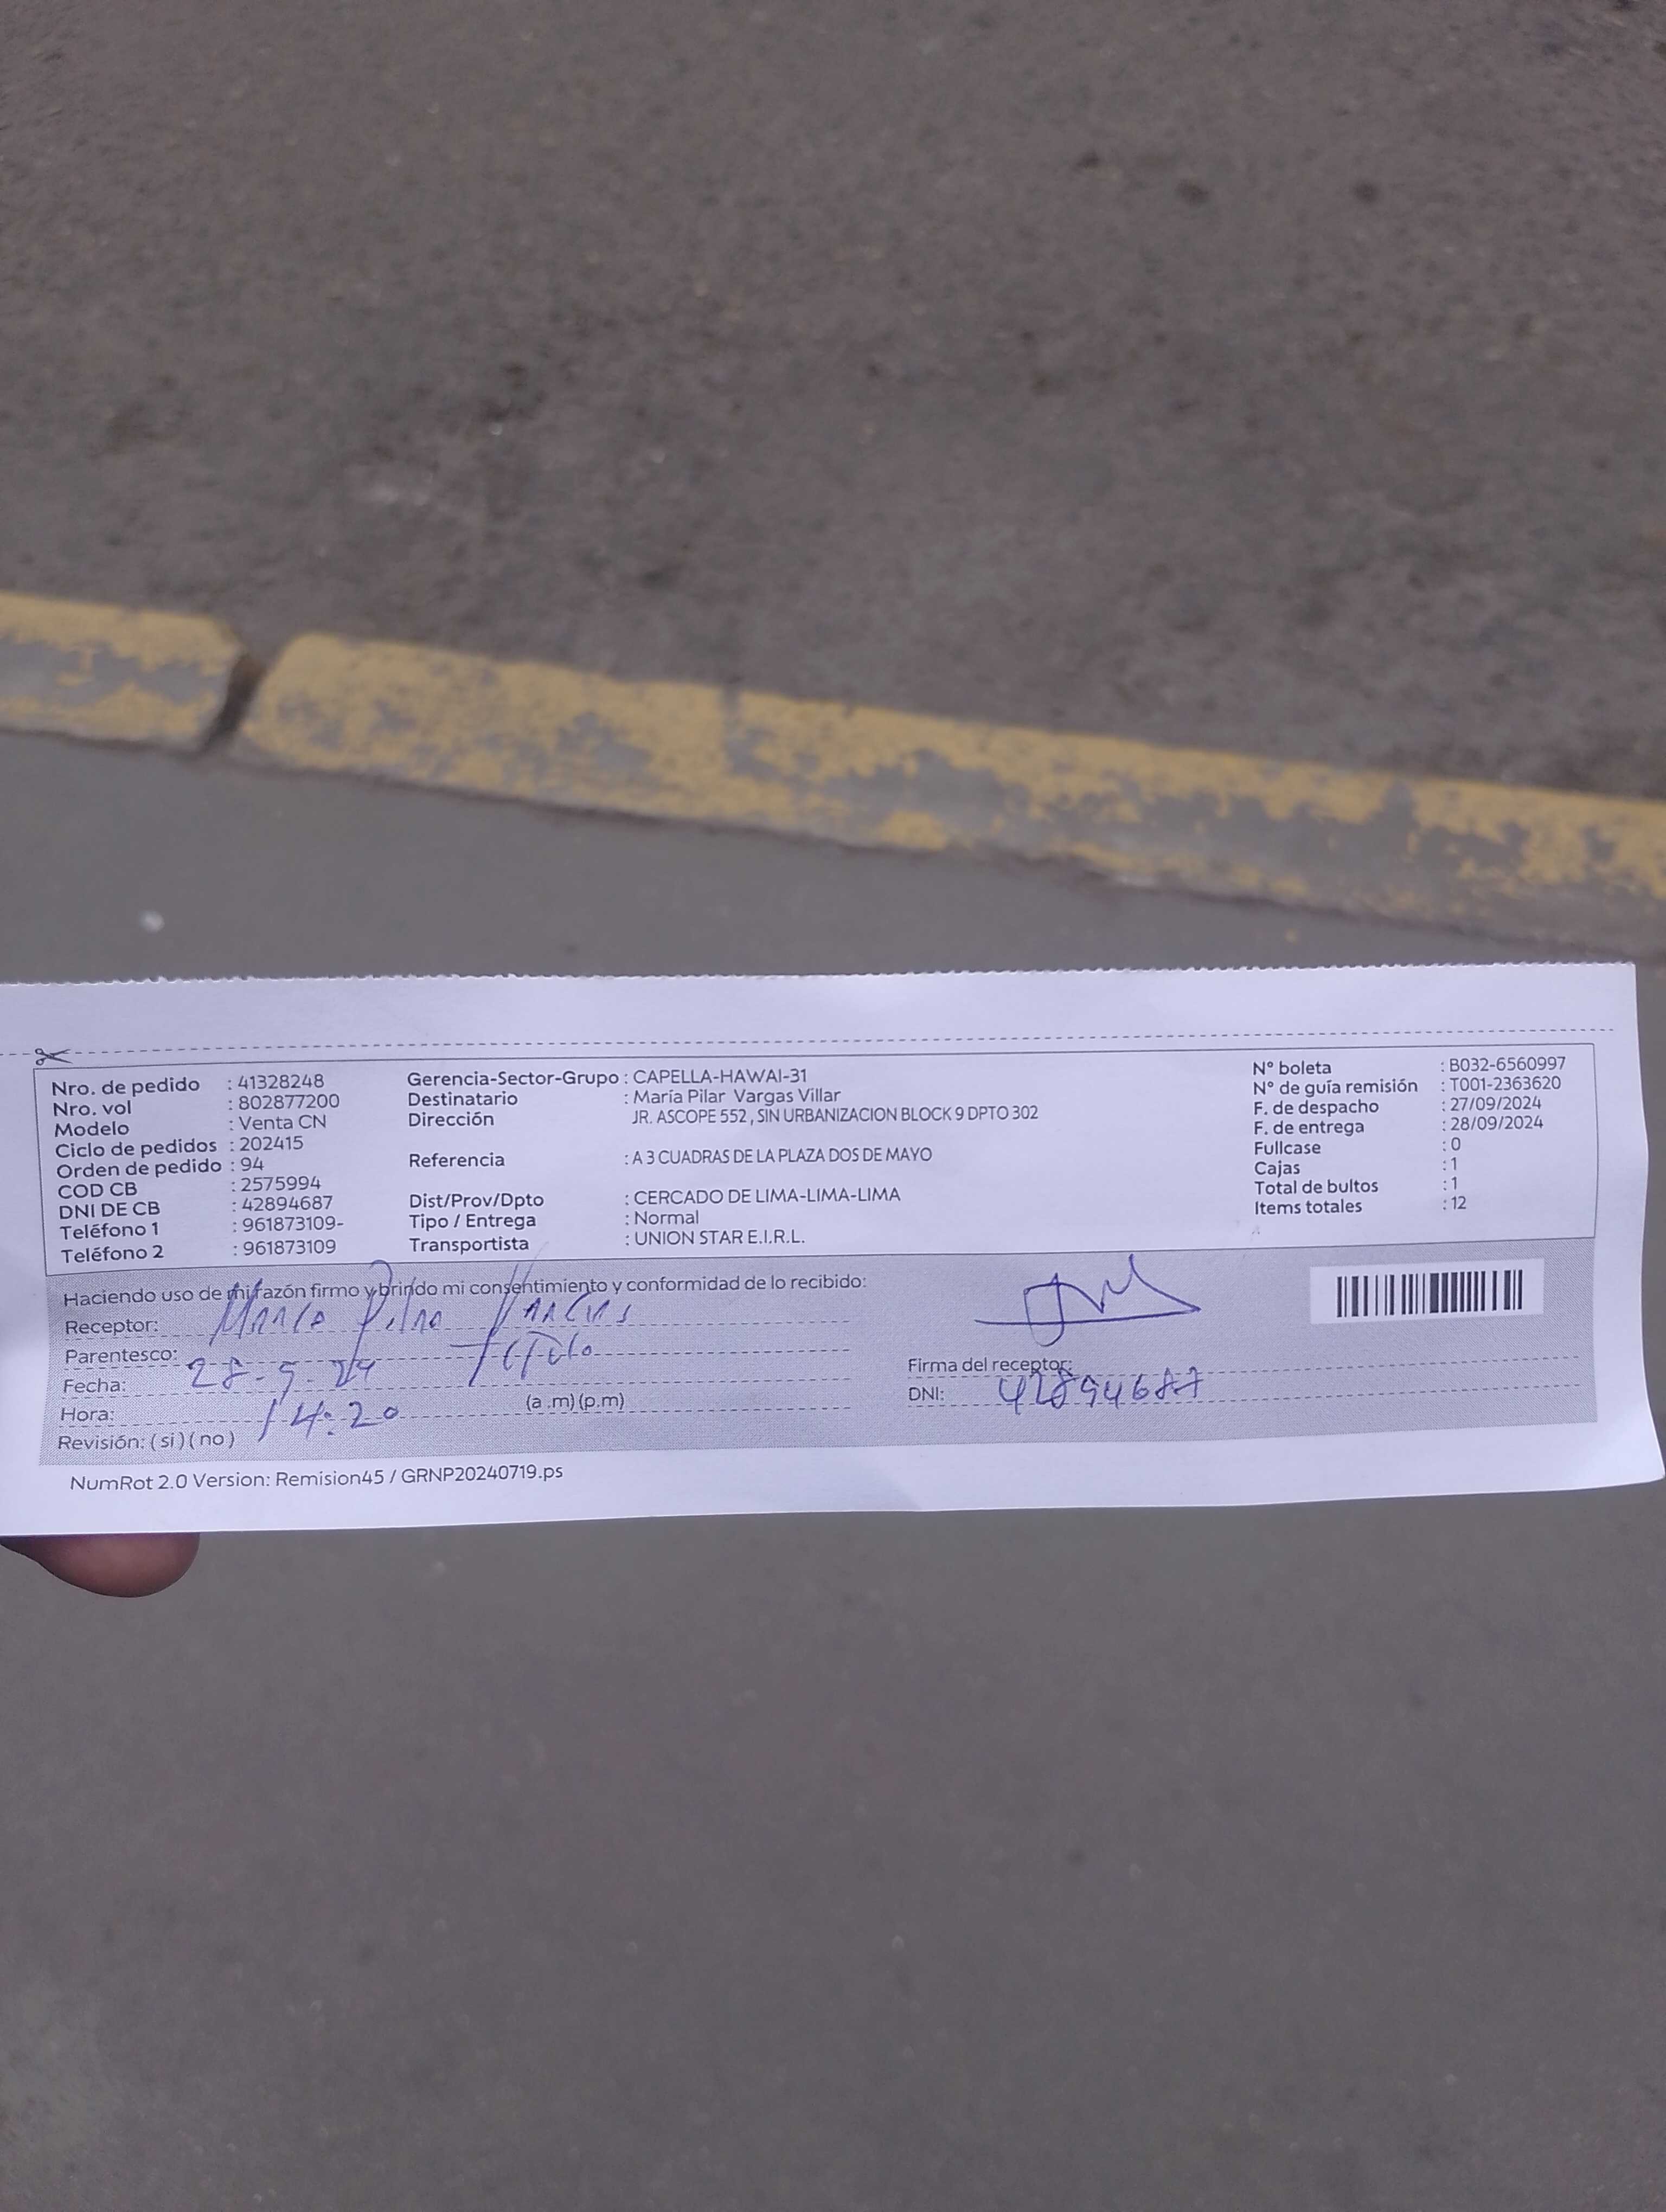 Nro. de pedido : 41328248
Nro. vol : 802877200
Modelo : Venta CN
Ciclo de pedidos : 202415
Orden de pedido : 94
COD CB : 2575994
DNI DE CB : 42894687
Teléfono 1 : 961873109-
Teléfono 2 : 961873109
Gerencia-Sector-Grupo : CAPELLA-HAWAI-31
Destinatario : María Pilar Vargas Villar
Dirección JR. ASCOPE 552 , SIN URBANIZACION BLOCK 9 DPTO 302
Referencia : A 3 CUADRAS DE LA PLAZA DOS DE MAYO
Dist/Prov/Dpto : CERCADO DE LIMA-LIMA-LIMA
Tipo / Entrega : Normal
Transportista : UNION STAR E.I.R.L.
N° boleta : B032-6560997
N° de guía remisión : T001-2363620
F. de despacho : 27/09/2024
F. de entrega : 28/09/2024
Fullcase : 0
Cajas : 1
Total de bultos : 1
Items totales : 12
Haciendo uso de mi razón firmo y brindo mi consentimiento y conformidad de lo recibido:
Receptor: Maria Pilar Vargas
Parentesco: Titulo
Fecha: 28-9-24
Hora: 14:20 (a .m) (p.m)
Revisión: ( si ) ( no )
Firma del receptor:
DNI: 42894687
NumRot 2.0 Version: Remision45 / GRNP20240719.ps